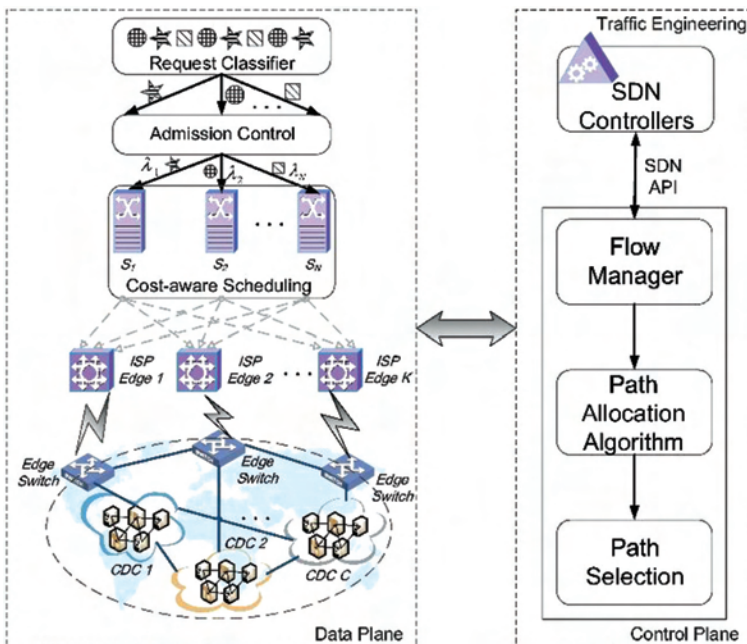 Request Classifier
. . .
Admission Control
λ1
λ2
λN
. . .
S1
S2
SN
Cost-aware Scheduling
ISP
Edge 1
ISP
Edge 2
. . .
ISP
Edge K
Edge
Switch
Edge
Switch
Edge
Switch
. . .
CDC 1
CDC 2
CDC C
Data Plane
Traffic Engineering
SDN
Controllers
SDN
API
Flow
Manager
Path
Allocation
Algorithm
Path
Selection
Control Plane